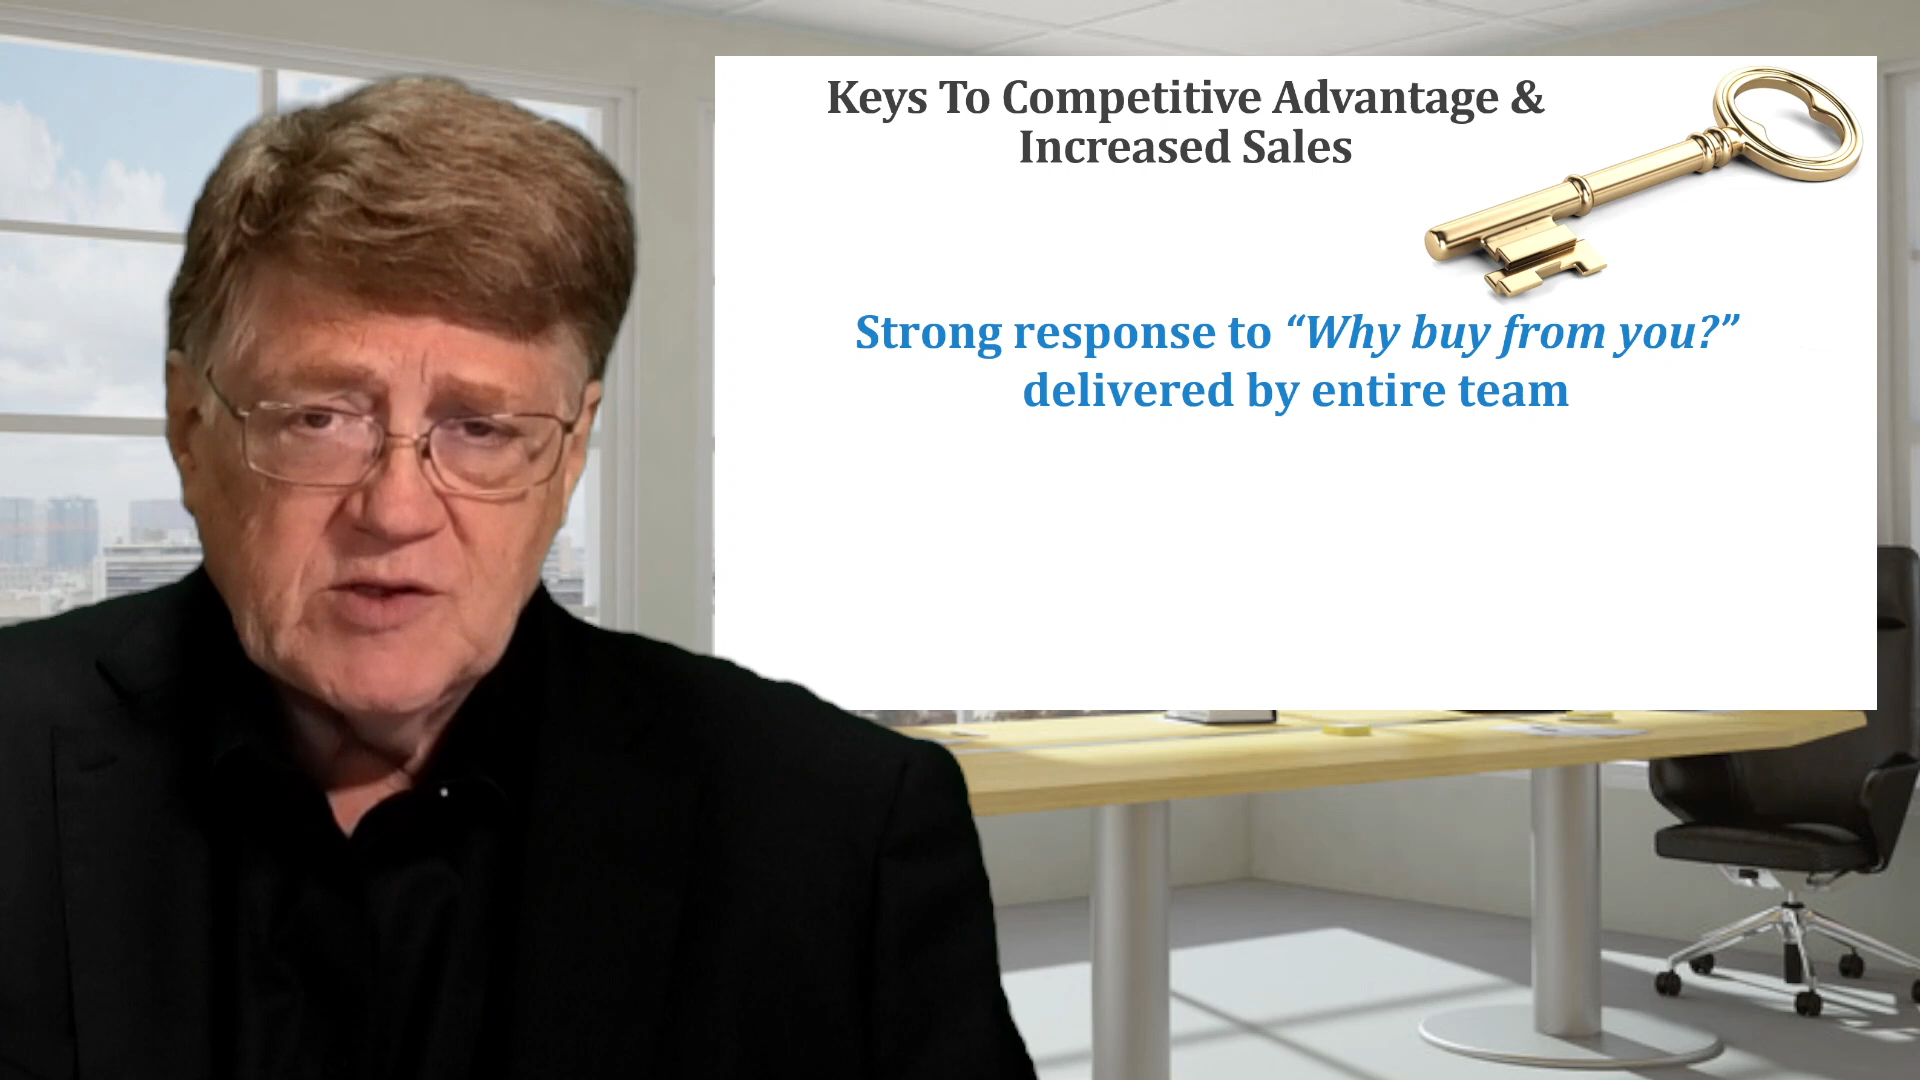 Keys To Competitive Advantage &
Increased Sales
Strong response to “Why buy from you?”
delivered by entire team